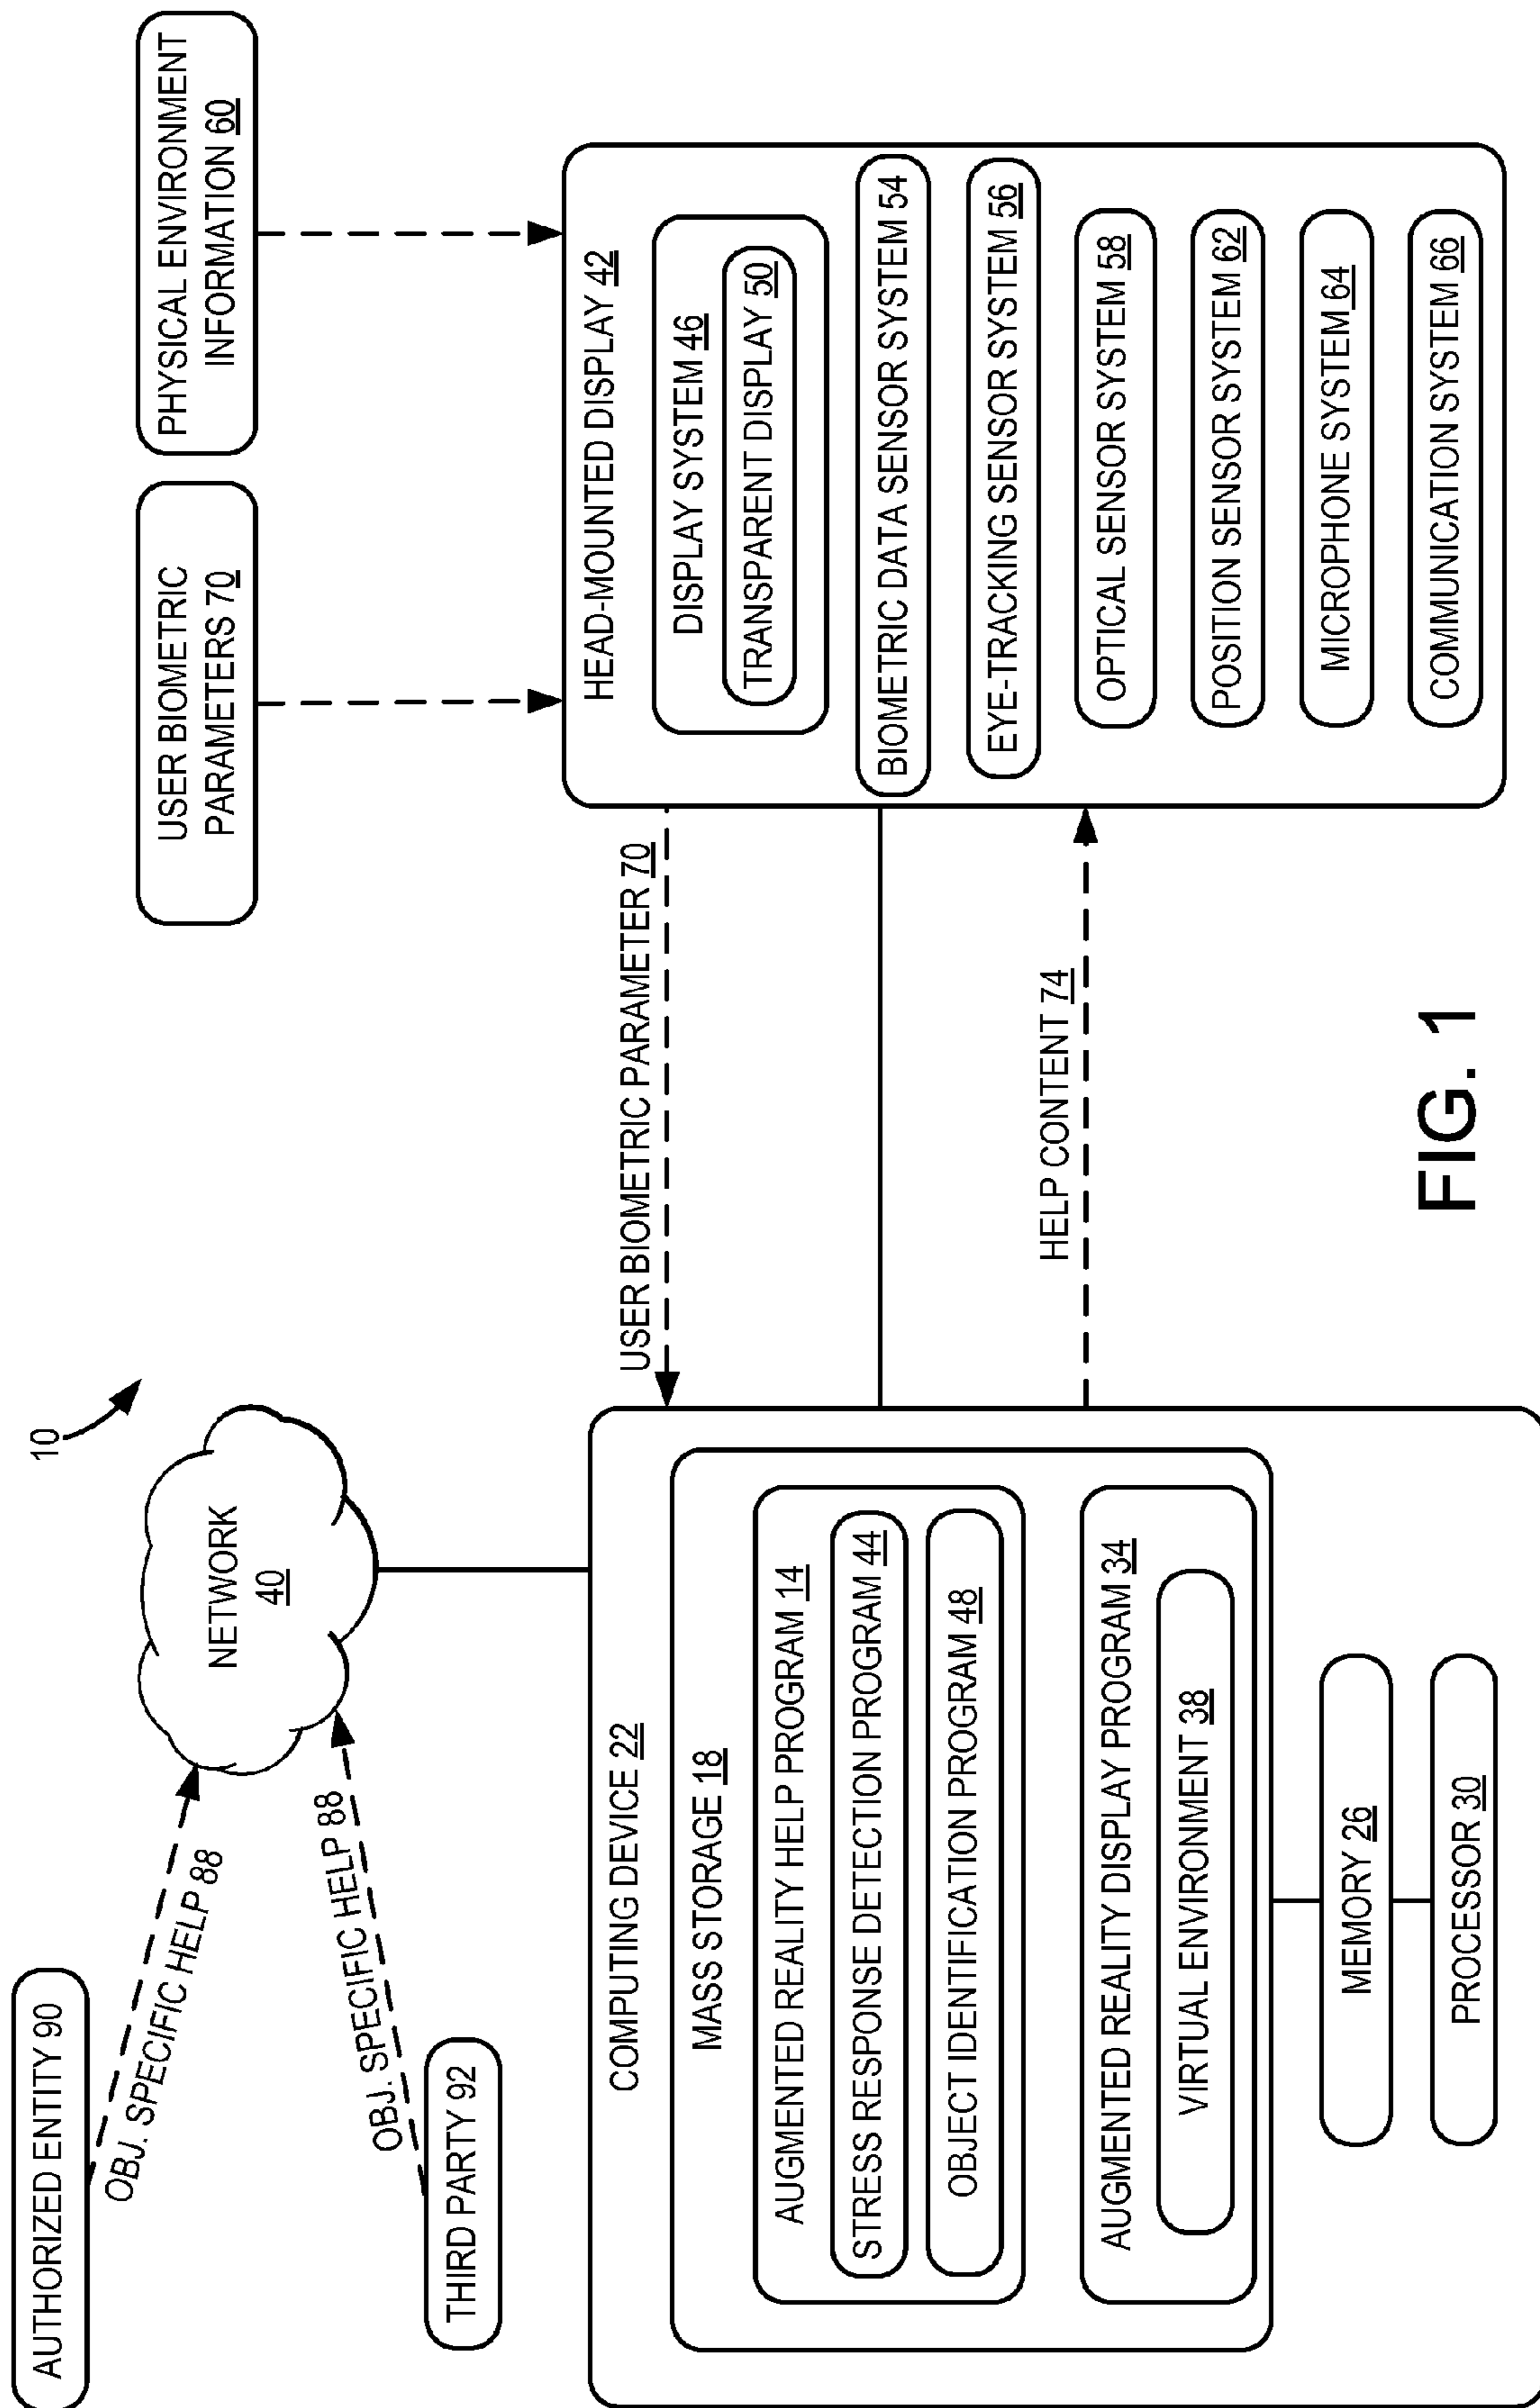 10
AUTHORIZED ENTITY 90
OBJ. SPECIFIC HELP 88
THIRD PARTY 92
OBJ. SPECIFIC HELP 88
NETWORK
40
COMPUTING DEVICE 22
MASS STORAGE 18
AUGMENTED REALITY HELP PROGRAM 14
STRESS RESPONSE DETECTION PROGRAM 44
OBJECT IDENTIFICATION PROGRAM 48
AUGMENTED REALITY DISPLAY PROGRAM 34
VIRTUAL ENVIRONMENT 38
MEMORY 26
PROCESSOR 30
USER BIOMETRIC PARAMETER 70
HELP CONTENT 74
USER BIOMETRIC
PARAMETERS 70
PHYSICAL ENVIRONMENT
INFORMATION 60
HEAD-MOUNTED DISPLAY 42
DISPLAY SYSTEM 46
TRANSPARENT DISPLAY 50
BIOMETRIC DATA SENSOR SYSTEM 54
EYE-TRACKING SENSOR SYSTEM 56
OPTICAL SENSOR SYSTEM 58
POSITION SENSOR SYSTEM 62
MICROPHONE SYSTEM 64
COMMUNICATION SYSTEM 66
FIG. 1